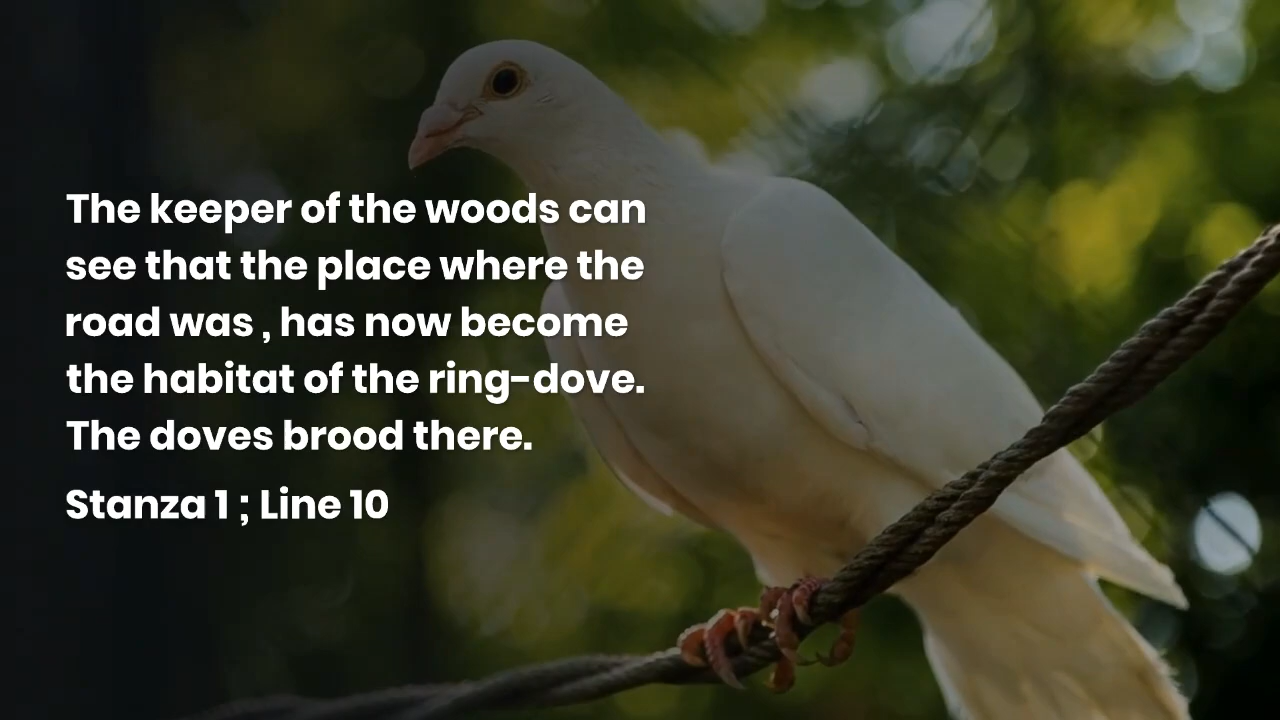 The keeper of the woods can
see that the place where the
road was , has now become
the habitat of the ring-dove.
The doves brood there.
Stanza 1 ; Line 10